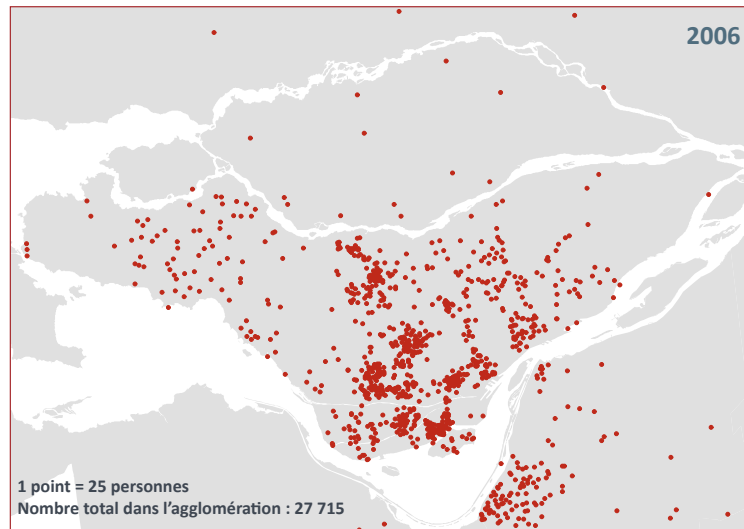 2006
1 point = 25 personnes
Nombre total dans l'agglomération : 27 715